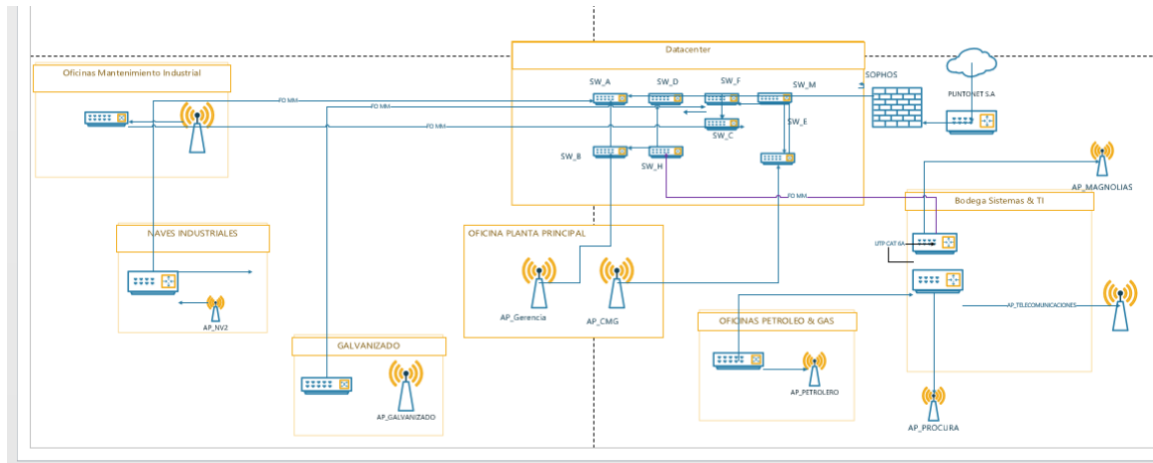 Datacenter
Oficinas Mantenimiento Industrial
SW_A
SW_D
SW_F
SW_M
SOPHOS
PUNTONET S.A
FO MM
FO MM
FO MM
SW_E
SW_C
SW_B
SW_H
AP_MAGNOLIAS
FO MM
Bodega Sistemas & TI
NAVES INDUSTRIALES
OFICINA PLANTA PRINCIPAL
UTP CAT 6A
AP_NV2
AP_Gerencia
AP_CMG
AP_TELECOMUNICACIONES
OFICINAS PETROLEO & GAS
GALVANIZADO
AP_PETROLERO
AP_GALVANIZADO
AP_PROCURA